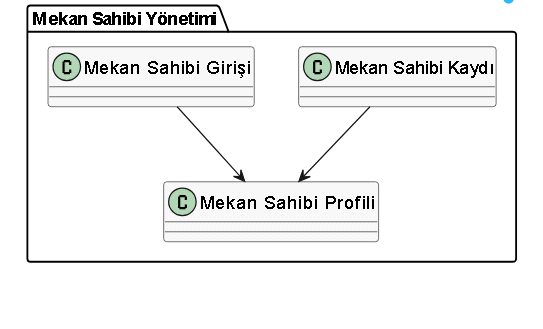 Mekan Sahibi Yönetimi
C Mekan Sahibi Girişi
C Mekan Sahibi Kaydı
C Mekan Sahibi Profili